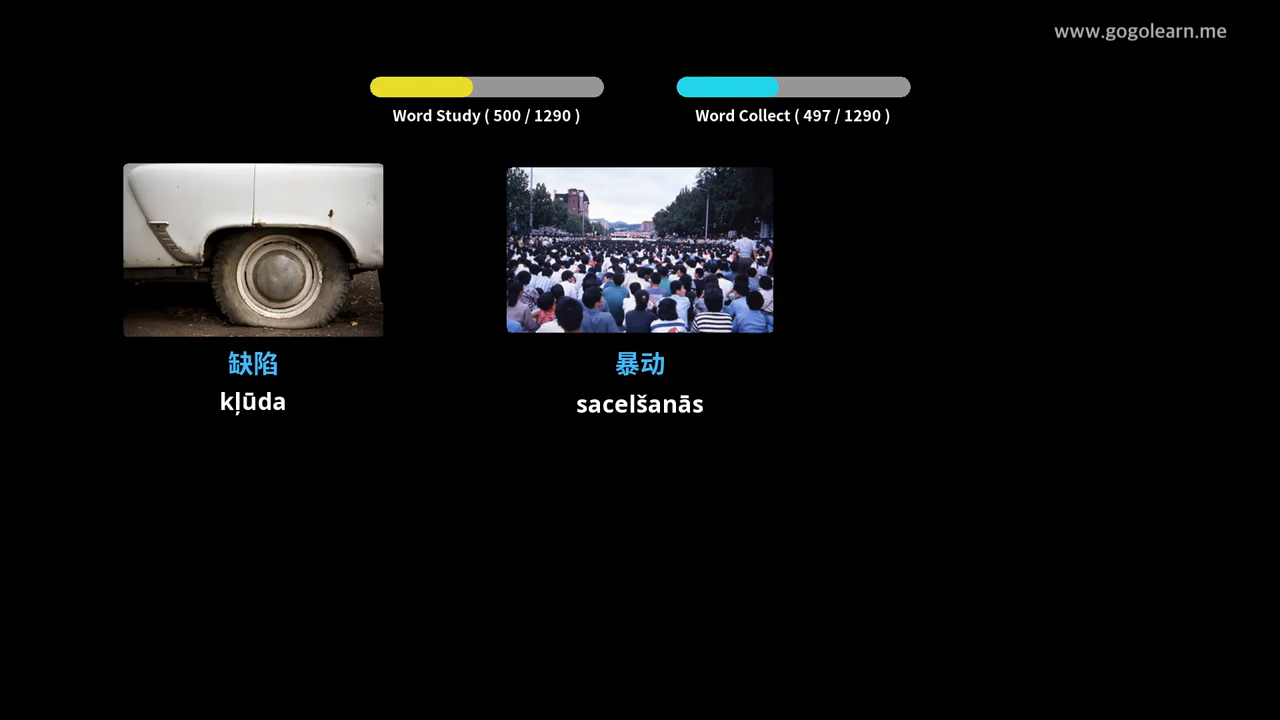 www.gogolearn.me
Word Study ( 500 / 1290 )
Word Collect ( 497 / 1290 )
缺陷
kļūda
暴动
sacelšanās